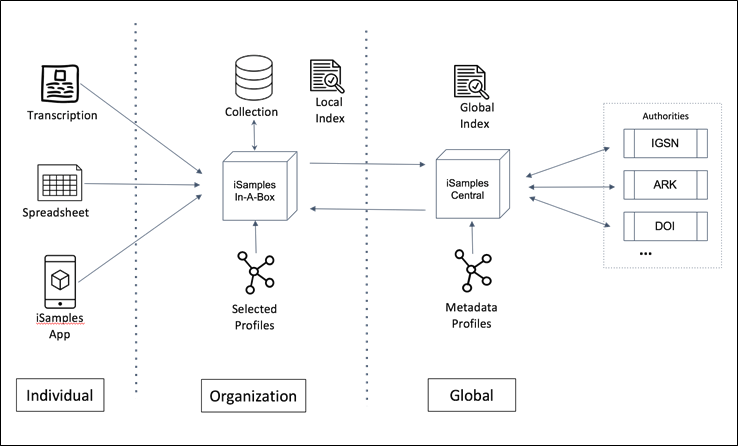 Transcription
Spreadsheet
iSamples
App
Individual
Collection
Local
Index
iSamples
In-A-Box
Selected
Profiles
Organization
Global
Index
iSamples
Central
Metadata
Profiles
Global
Authorities
IGSN
ARK
DOI
...